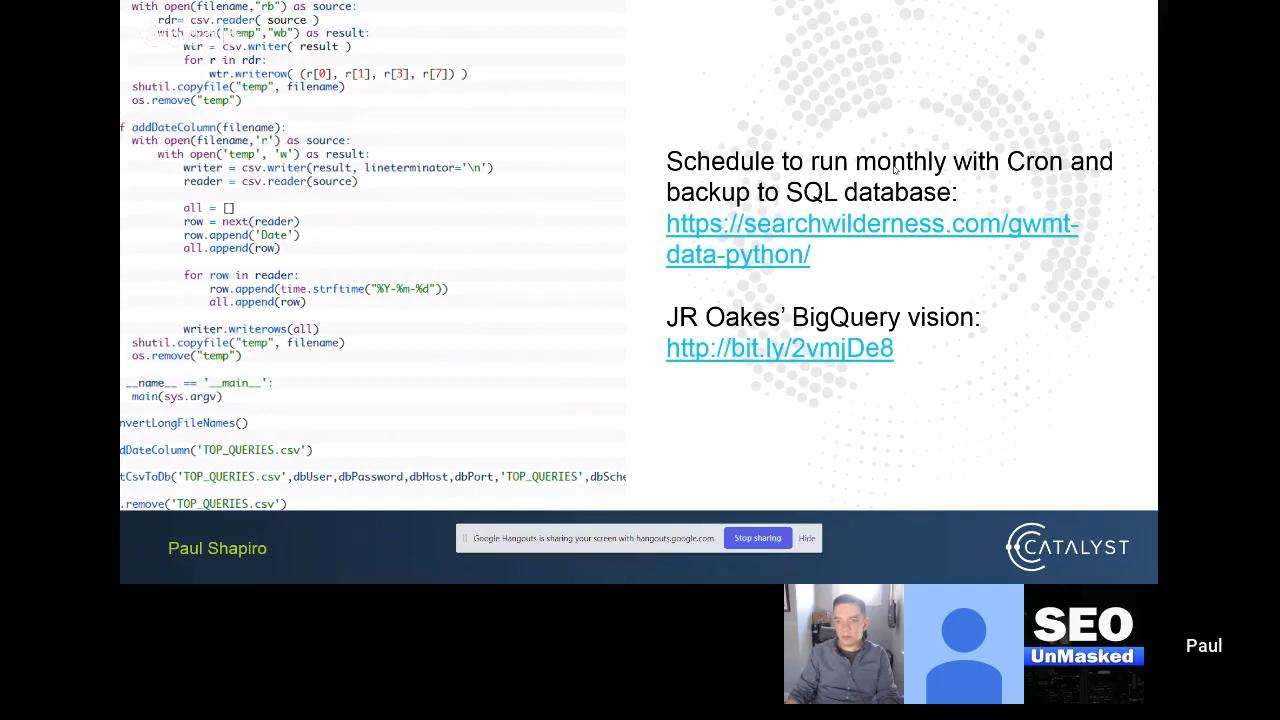 with open(filename,"rb") as source:
rdr= csv.reader( source )
with open("temp","wb") as result:
wtr = csv.writer( result )
for r in rdr:
wtr.writerow( (r[0], r[1], r[3], r[7]) )
shutil.copyfile("temp", filename)
os.remove("temp")
f addDateColumn(filename):
with open(filename,'r') as source:
with open('temp', 'w') as result:
writer = csv.writer(result, lineterminator='\n')
reader = csv.reader(source)
all = []
row = next(reader)
row.append('Date')
all.append(row)
for row in reader:
row.append(time.strftime("%Y-%m-%d"))
all.append(row)
writer.writerows(all)
shutil.copyfile("temp", filename)
os.remove("temp")
__name__ == '__main__':
main(sys.argv)
nvertLongFileNames()
dDateColumn('TOP_QUERIES.csv')
tCsvToDb('TOP_QUERIES.csv',dbUser,dbPassword,dbHost,dbPort,'TOP_QUERIES',dbSche
.remove('TOP_QUERIES.csv')
Schedule to run monthly with Cron and
backup to SQL database:
https://searchwilderness.com/gwmt-
data-python/
JR Oakes’ BigQuery vision:
http://bit.ly/2vmjDe8
Paul Shapiro
Google Hangouts is sharing your screen with hangouts.google.com.
Stop sharing
Hide
CATALYST
SEO
UnMasked
Paul